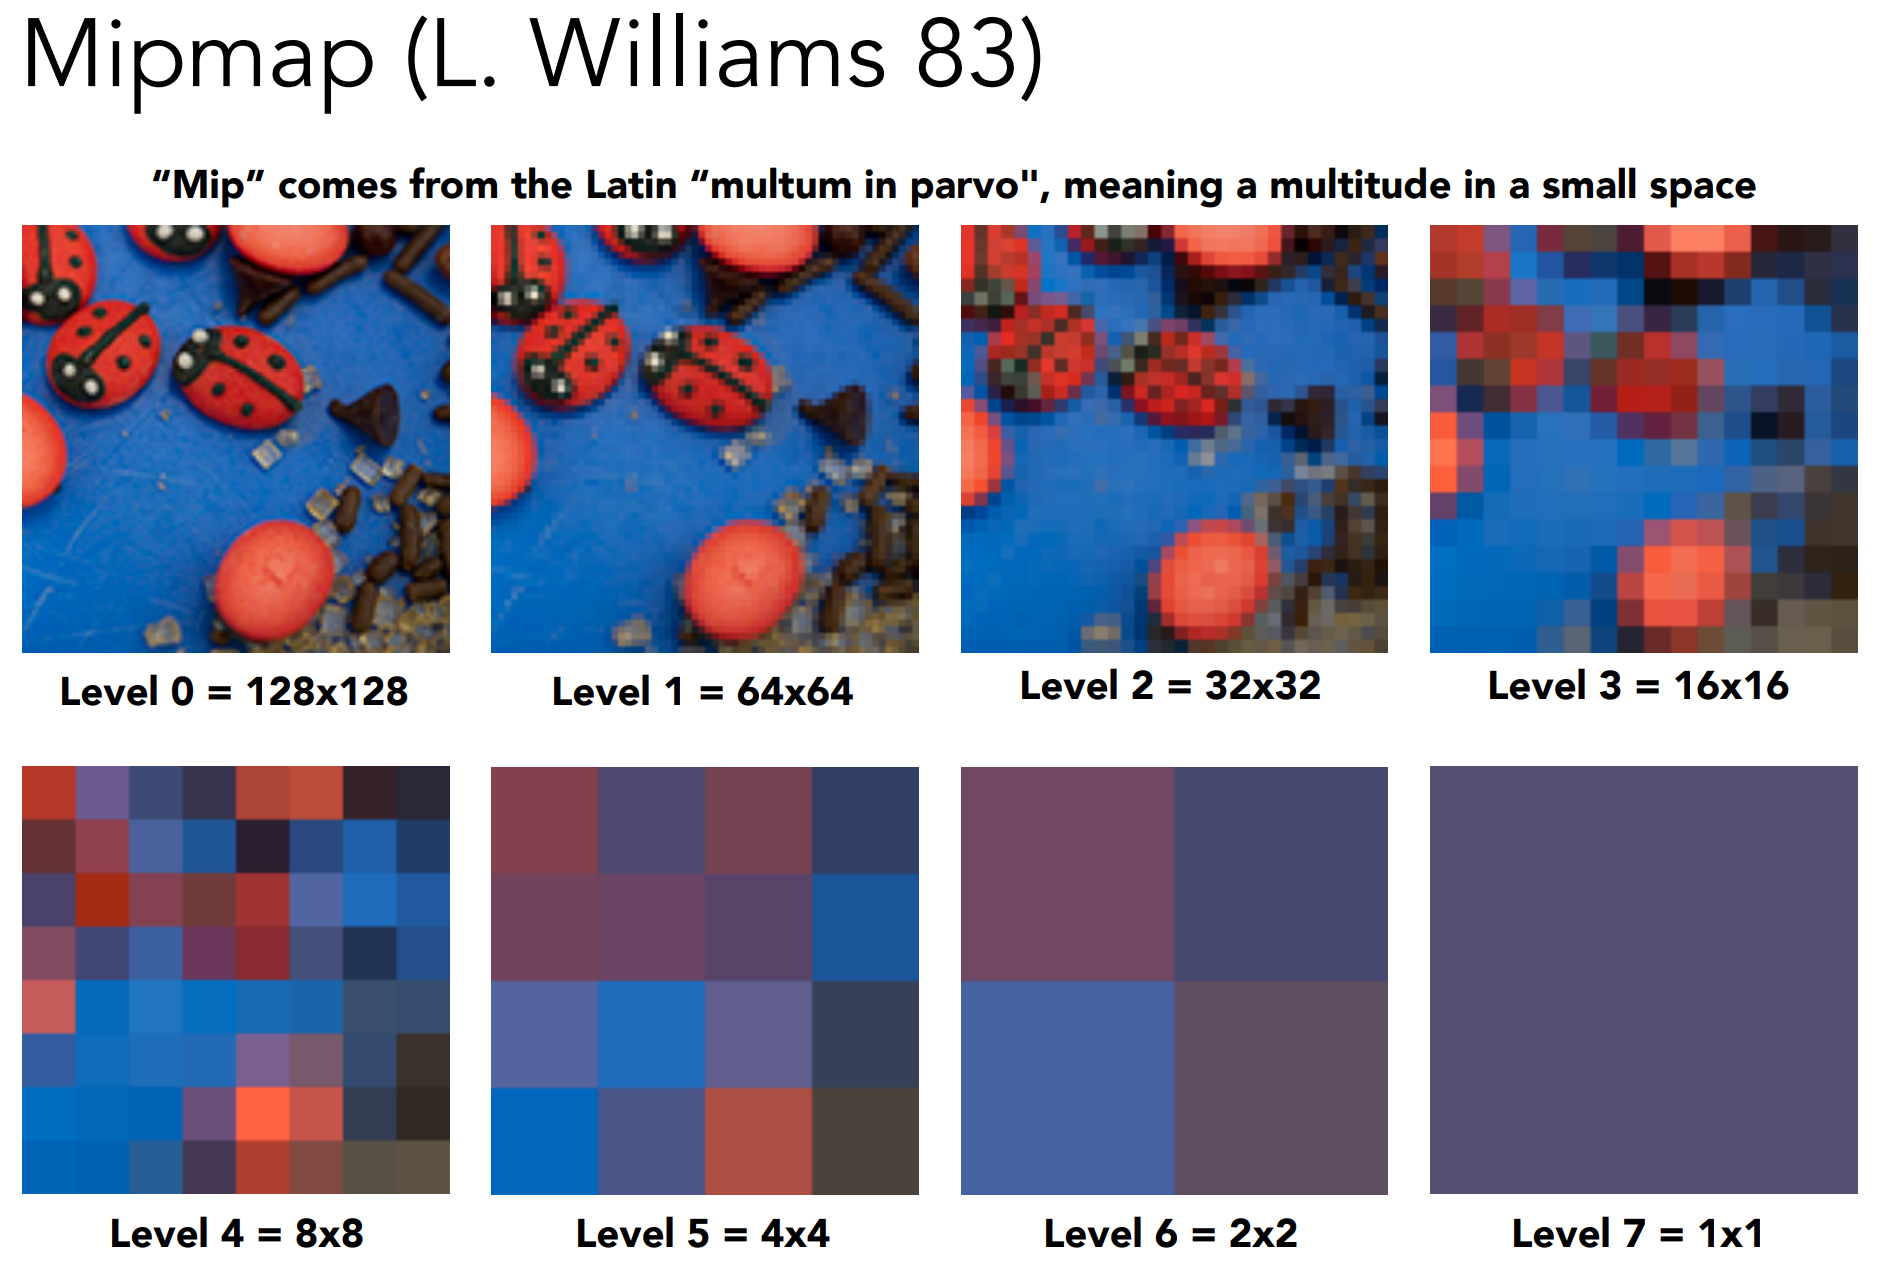 Mipmap (L. Williams 83)
“Mip” comes from the Latin “multum in parvo", meaning a multitude in a small space
Level 0 = 128x128
Level 1 = 64x64
Level 2 = 32x32
Level 3 = 16x16
Level 4 = 8x8
Level 5 = 4x4
Level 6 = 2x2
Level 7 = 1x1